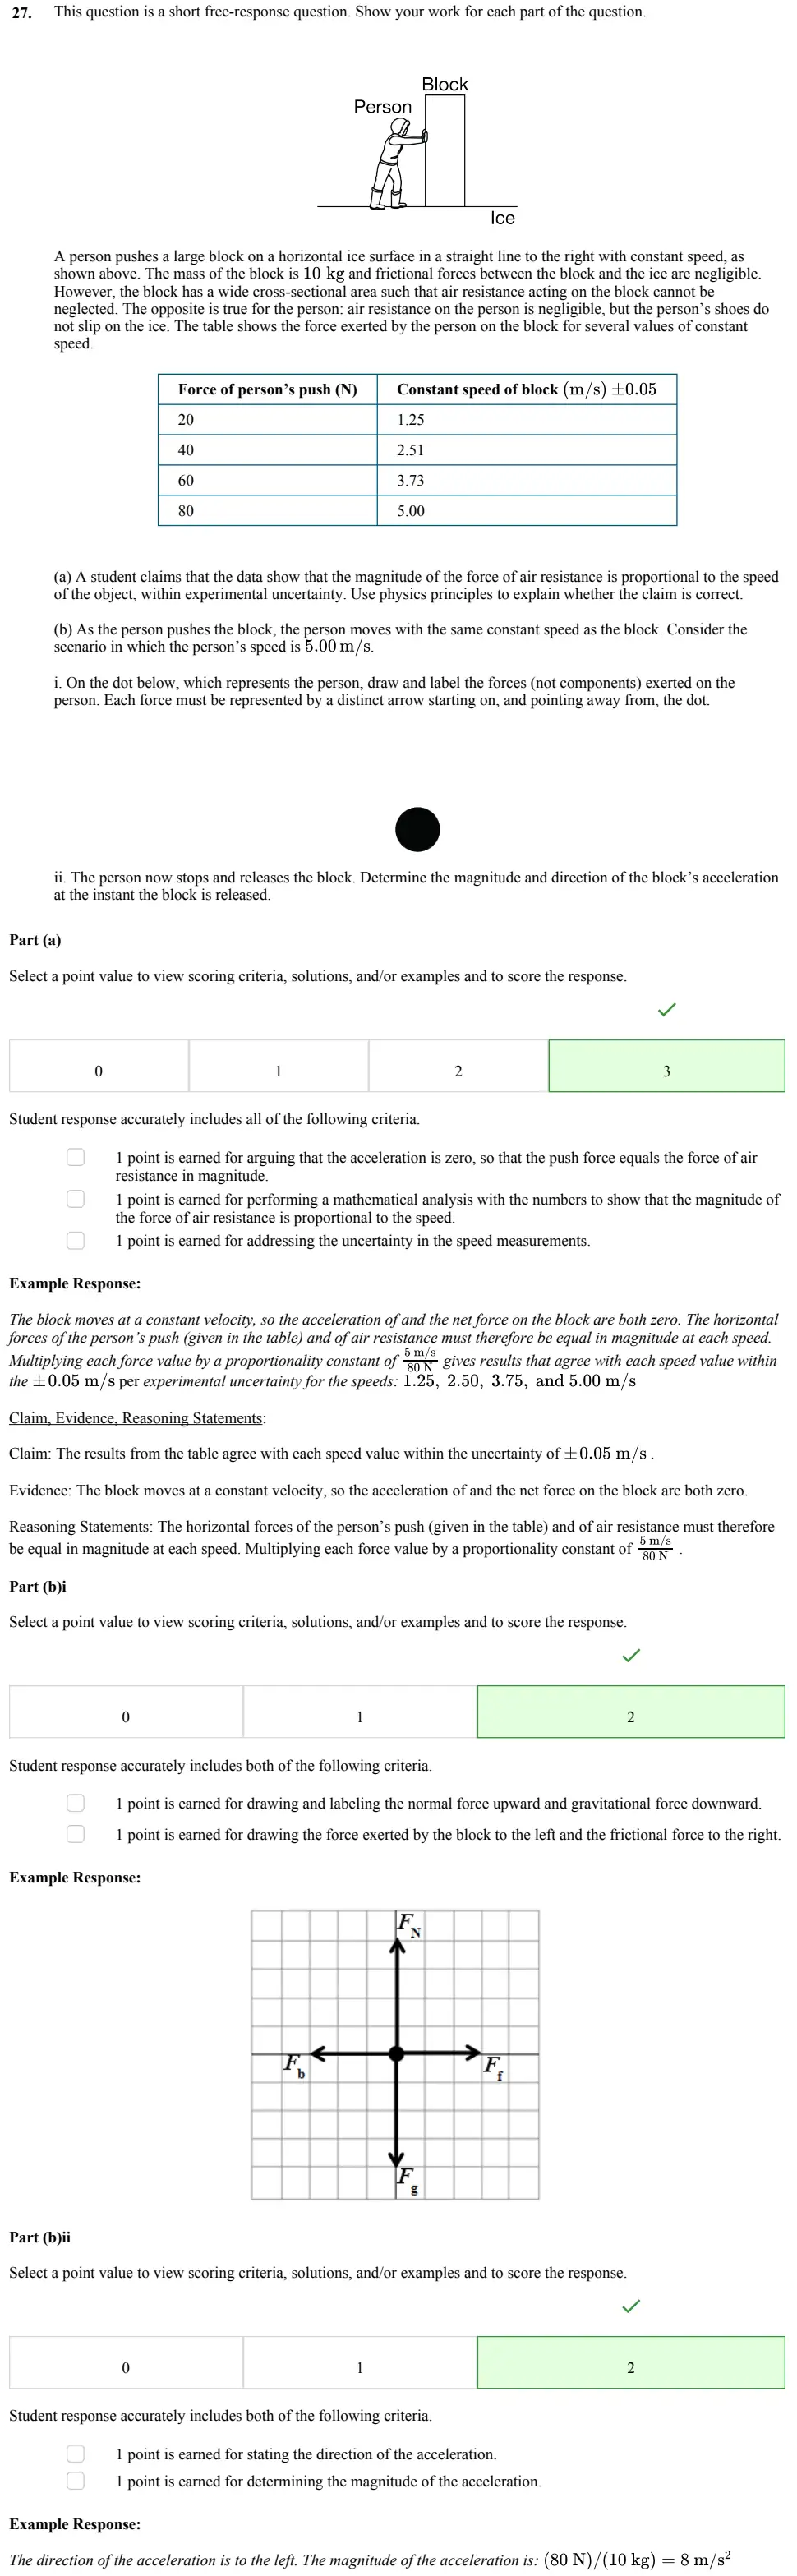 27. This question is a short free-response question. Show your work for each part of the question.
Block
Person
Ice
A person pushes a large block on a horizontal ice surface in a straight line to the right with constant speed, as
shown above. The mass of the block is 10 kg and frictional forces between the block and the ice are negligible.
However, the block has a wide cross-sectional area such that air resistance acting on the block cannot be
neglected. The opposite is true for the person: air resistance on the person is negligible, but the person's shoes do
not slip on the ice. The table shows the force exerted by the person on the block for several values of constant
speed.
Force of person's push (N) Constant speed of block (m/s) ±0.05
20 1.25
40 2.51
60 3.73
80 5.00
(a) A student claims that the data show that the magnitude of the force of air resistance is proportional to the speed
of the object, within experimental uncertainty. Use physics principles to explain whether the claim is correct.
(b) As the person pushes the block, the person moves with the same constant speed as the block. Consider the
scenario in which the person's speed is 5.00 m/s.
i. On the dot below, which represents the person, draw and label the forces (not components) exerted on the
person. Each force must be represented by a distinct arrow starting on, and pointing away from, the dot.
ii. The person now stops and releases the block. Determine the magnitude and direction of the block's acceleration
at the instant the block is released.
Part (a)
Select a point value to view scoring criteria, solutions, and/or examples and to score the response.
0 1 2 3
Student response accurately includes all of the following criteria.
1 point is earned for arguing that the acceleration is zero, so that the push force equals the force of air
resistance in magnitude.
1 point is earned for performing a mathematical analysis with the numbers to show that the magnitude of
the force of air resistance is proportional to the speed.
1 point is earned for addressing the uncertainty in the speed measurements.
Example Response:
The block moves at a constant velocity, so the acceleration of and the net force on the block are both zero. The horizontal
forces of the person's push (given in the table) and of air resistance must therefore be equal in magnitude at each speed.
Multiplying each force value by a proportionality constant of 5 m/s / 80 N gives results that agree with each speed value within
the ±0.05 m/s per experimental uncertainty for the speeds: 1.25, 2.50, 3.75, and 5.00 m/s
Claim, Evidence, Reasoning Statements:
Claim: The results from the table agree with each speed value within the uncertainty of ±0.05 m/s .
Evidence: The block moves at a constant velocity, so the acceleration of and the net force on the block are both zero.
Reasoning Statements: The horizontal forces of the person's push (given in the table) and of air resistance must therefore
be equal in magnitude at each speed. Multiplying each force value by a proportionality constant of 5 m/s / 80 N .
Part (b)i
Select a point value to view scoring criteria, solutions, and/or examples and to score the response.
0 1 2
Student response accurately includes both of the following criteria.
1 point is earned for drawing and labeling the normal force upward and gravitational force downward.
1 point is earned for drawing the force exerted by the block to the left and the frictional force to the right.
Example Response:
F_N
F_b F_f
F_g
Part (b)ii
Select a point value to view scoring criteria, solutions, and/or examples and to score the response.
0 1 2
Student response accurately includes both of the following criteria.
1 point is earned for stating the direction of the acceleration.
1 point is earned for determining the magnitude of the acceleration.
Example Response:
The direction of the acceleration is to the left. The magnitude of the acceleration is: (80 N)/(10 kg) = 8 m/s²